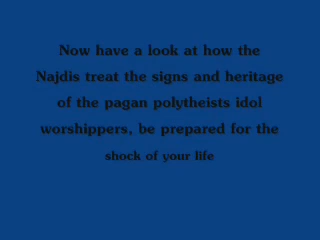 Now have a look at how the
Najdis treat the signs and heritage
of the pagan polytheists idol
worshippers, be prepared for the
shock of your life